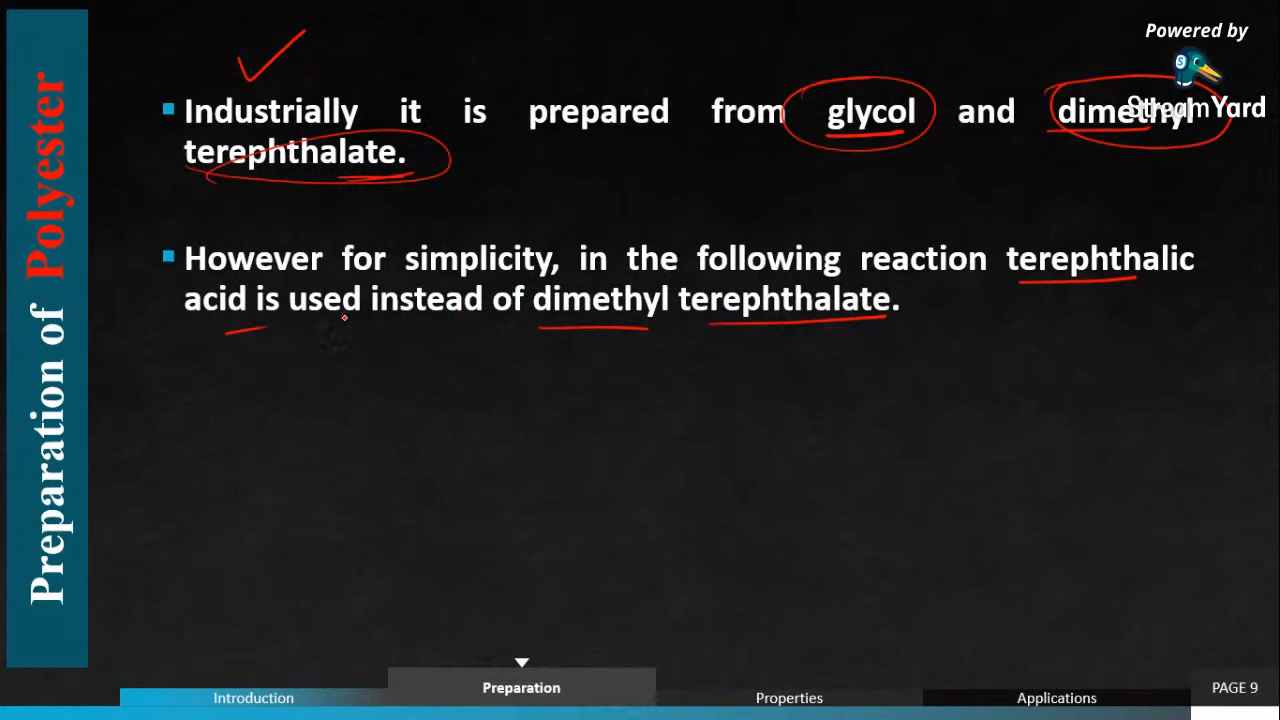 Powered by
StreamYard
Preparation of Polyester
Industrially it is prepared from glycol and dimethyl
terephthalate.
However for simplicity, in the following reaction terephthalic
acid is used instead of dimethyl terephthalate.
Introduction
Preparation
Properties
Applications
PAGE 9